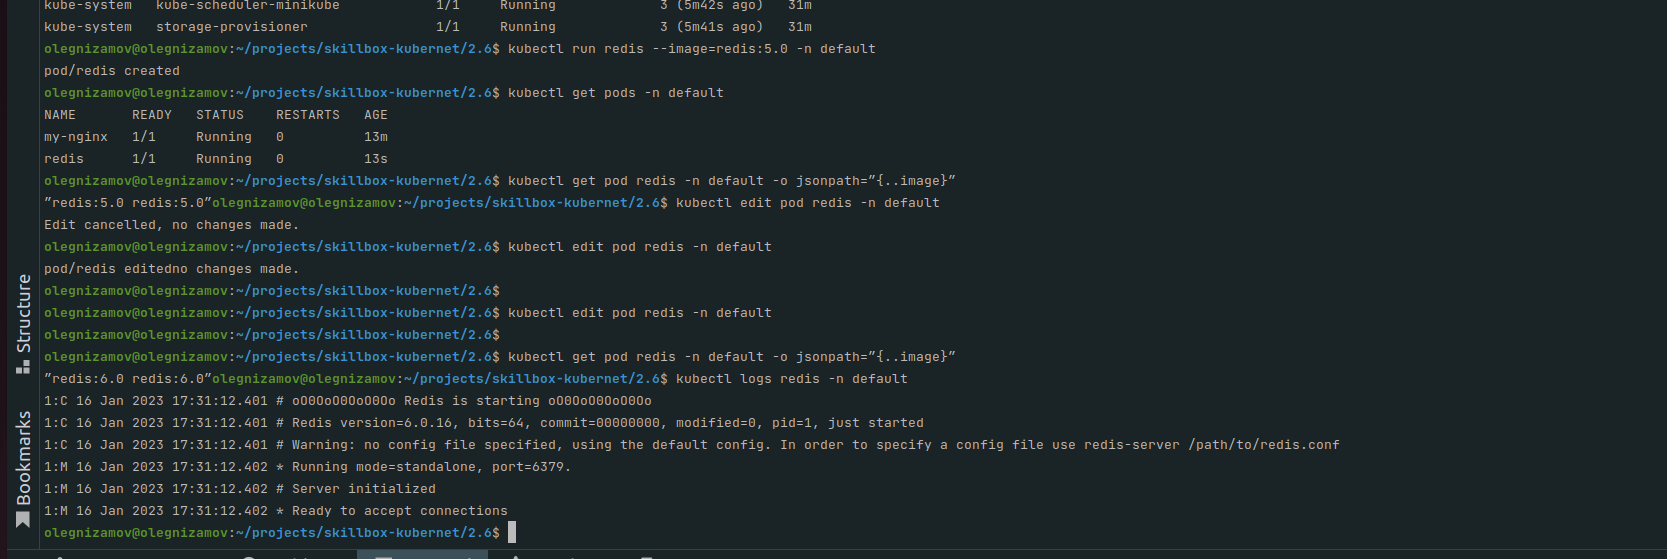 kube-system   kube-scheduler-minikube            1/1     Running             3 (5m42s ago)   31m
kube-system   storage-provisioner                1/1     Running             3 (5m41s ago)   31m
olegnizamov@olegnizamov:~/projects/skillbox-kubernet/2.6$ kubectl run redis --image=redis:5.0 -n default
pod/redis created
olegnizamov@olegnizamov:~/projects/skillbox-kubernet/2.6$ kubectl get pods -n default
NAME       READY   STATUS    RESTARTS   AGE
my-nginx   1/1     Running   0          13m
redis      1/1     Running   0          13s
olegnizamov@olegnizamov:~/projects/skillbox-kubernet/2.6$ kubectl get pod redis -n default -o jsonpath=”{..image}”
”redis:5.0 redis:5.0”olegnizamov@olegnizamov:~/projects/skillbox-kubernet/2.6$ kubectl edit pod redis -n default
Edit cancelled, no changes made.
olegnizamov@olegnizamov:~/projects/skillbox-kubernet/2.6$ kubectl edit pod redis -n default
pod/redis editedno changes made.
olegnizamov@olegnizamov:~/projects/skillbox-kubernet/2.6$
olegnizamov@olegnizamov:~/projects/skillbox-kubernet/2.6$ kubectl edit pod redis -n default
olegnizamov@olegnizamov:~/projects/skillbox-kubernet/2.6$
olegnizamov@olegnizamov:~/projects/skillbox-kubernet/2.6$ kubectl get pod redis -n default -o jsonpath=”{..image}”
”redis:6.0 redis:6.0”olegnizamov@olegnizamov:~/projects/skillbox-kubernet/2.6$ kubectl logs redis -n default
1:C 16 Jan 2023 17:31:12.401 # oO0OoO0OoO0Oo Redis is starting oO0OoO0OoO0Oo
1:C 16 Jan 2023 17:31:12.401 # Redis version=6.0.16, bits=64, commit=00000000, modified=0, pid=1, just started
1:C 16 Jan 2023 17:31:12.401 # Warning: no config file specified, using the default config. In order to specify a config file use redis-server /path/to/redis.conf
1:M 16 Jan 2023 17:31:12.402 * Running mode=standalone, port=6379.
1:M 16 Jan 2023 17:31:12.402 # Server initialized
1:M 16 Jan 2023 17:31:12.402 * Ready to accept connections
olegnizamov@olegnizamov:~/projects/skillbox-kubernet/2.6$
Structure
Bookmarks